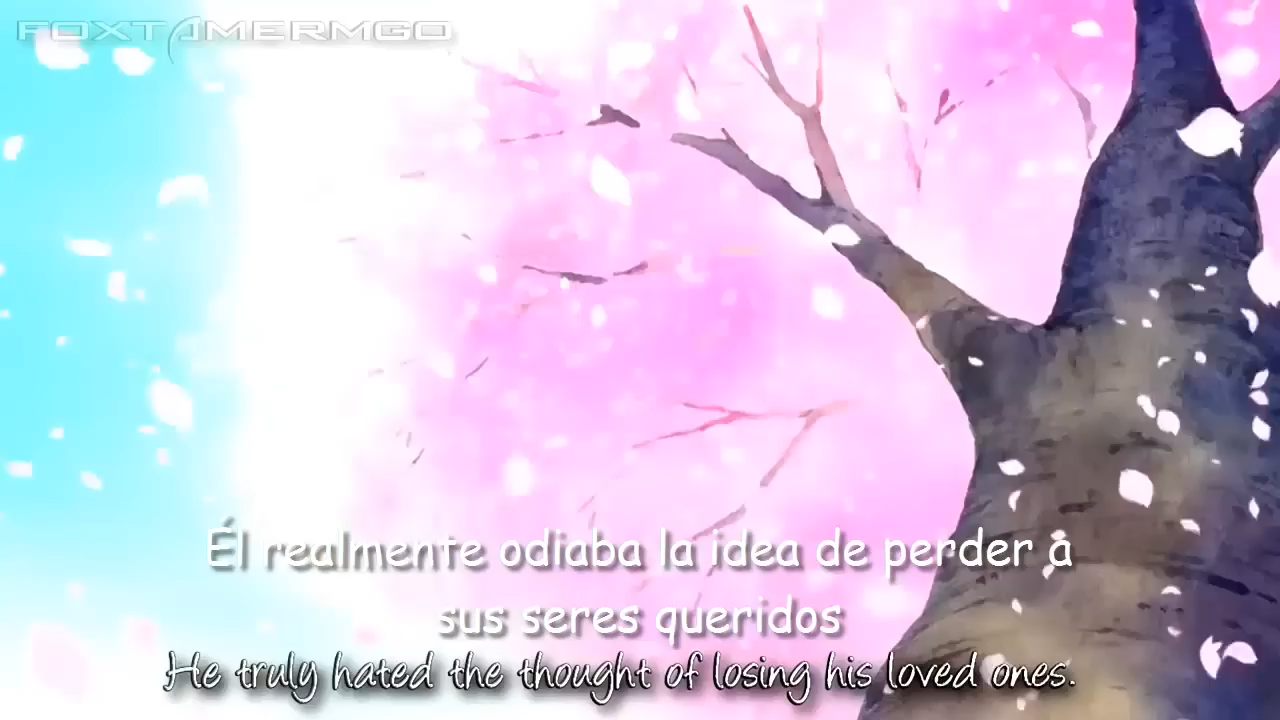 FOXTAMERMGO
Él realmente odiaba la idea de perder a
sus seres queridos
He truly hated the thought of losing his loved ones.